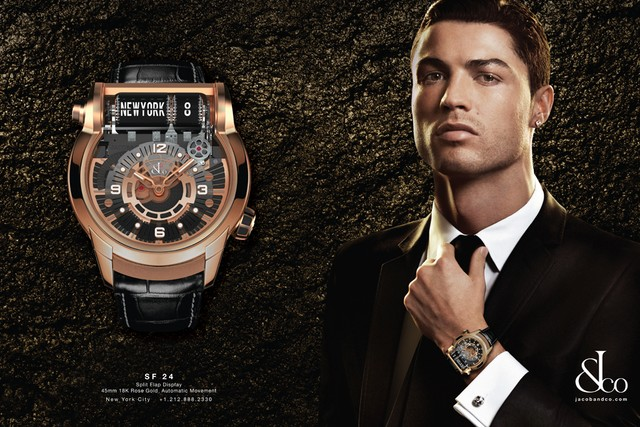 NEWYORK 8
12
J&Co
9 3
6
SF 24
Split Flap Display
45mm 18K Rose Gold, Automatic Movement
New York City +1.212.888.2330
J&co
jacobandco.com